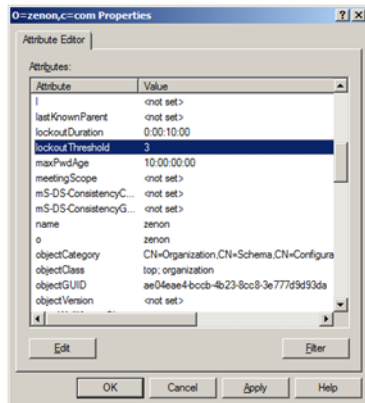 O=zenon,c=com Properties
Attribute Editor
Attributes:
Attribute Value
l <not set>
lastKnownParent <not set>
lockoutDuration 0:00:10:00
lockoutThreshold 3
maxPwdAge 10:00:00:00
meetingScope <not set>
mS-DS-ConsistencyC... <not set>
mS-DS-ConsistencyG... <not set>
name zenon
o zenon
objectCategory CN=Organization,CN=Schema,CN=Configura
objectClass top; organization
objectGUID ae04eae4-bccb-4b23-8cc8-3e777d9d93da
objectVersion <not set>
Edit Filter
OK Cancel Apply Help